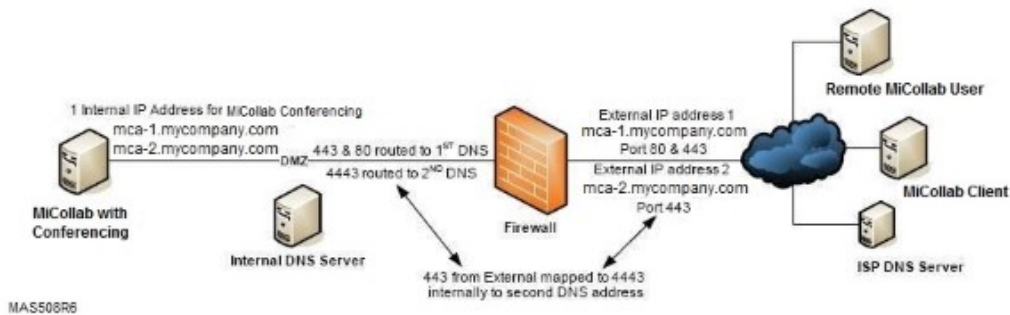 1 Internal IP Address for MiCollab Conferencing
mca-1.mycompany.com
mca-2.mycompany.com
MiCollab with
Conferencing
DMZ
443 & 80 routed to 1ST DNS
4443 routed to 2ND DNS
Internal DNS Server
Firewall
External IP address 1
mca-1.mycompany.com
Port 80 & 443
External IP address 2
mca-2.mycompany.com
Port 443
443 from External mapped to 4443
internally to second DNS address
Remote MiCollab User
MiCollab Client
ISP DNS Server
MAS508R6